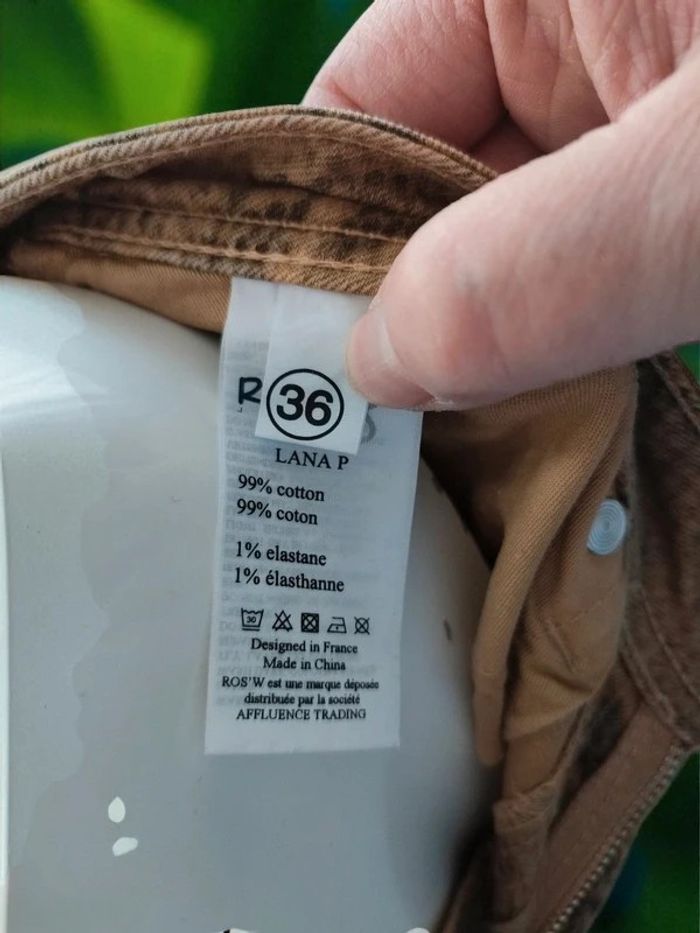 R
36
LANA P
99% cotton
99% coton
1% elastane
1% élasthanne
30
Designed in France
Made in China
ROS'W est une marque déposée
distribuée par la société
AFFLUENCE TRADING